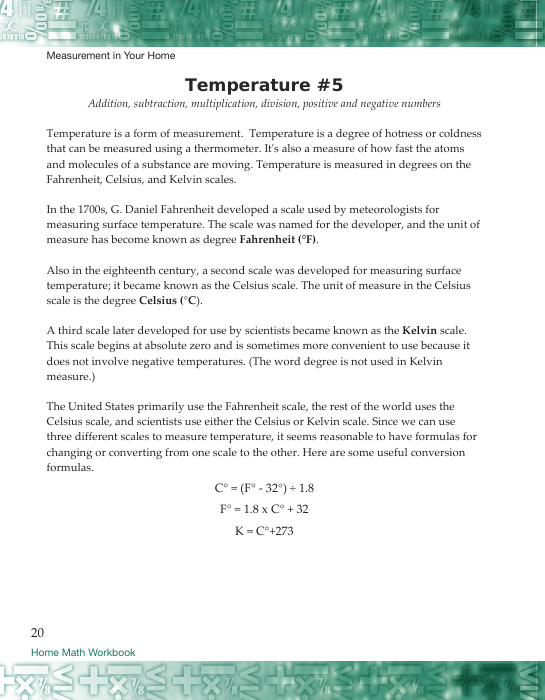 Measurement in Your Home
Temperature #5
Addition, subtraction, multiplication, division, positive and negative numbers
Temperature is a form of measurement.  Temperature is a degree of hotness or coldness
that can be measured using a thermometer. It's also a measure of how fast the atoms
and molecules of a substance are moving. Temperature is measured in degrees on the
Fahrenheit, Celsius, and Kelvin scales.
In the 1700s, G. Daniel Fahrenheit developed a scale used by meteorologists for
measuring surface temperature. The scale was named for the developer, and the unit of
measure has become known as degree Fahrenheit (°F).
Also in the eighteenth century, a second scale was developed for measuring surface
temperature; it became known as the Celsius scale. The unit of measure in the Celsius
scale is the degree Celsius (°C).
A third scale later developed for use by scientists became known as the Kelvin scale.
This scale begins at absolute zero and is sometimes more convenient to use because it
does not involve negative temperatures. (The word degree is not used in Kelvin
measure.)
The United States primarily use the Fahrenheit scale, the rest of the world uses the
Celsius scale, and scientists use either the Celsius or Kelvin scale. Since we can use
three different scales to measure temperature, it seems reasonable to have formulas for
changing or converting from one scale to the other. Here are some useful conversion
formulas.
C° = (F° - 32°) ÷ 1.8
F° = 1.8 x C° + 32
K = C°+273
20
Home Math Workbook